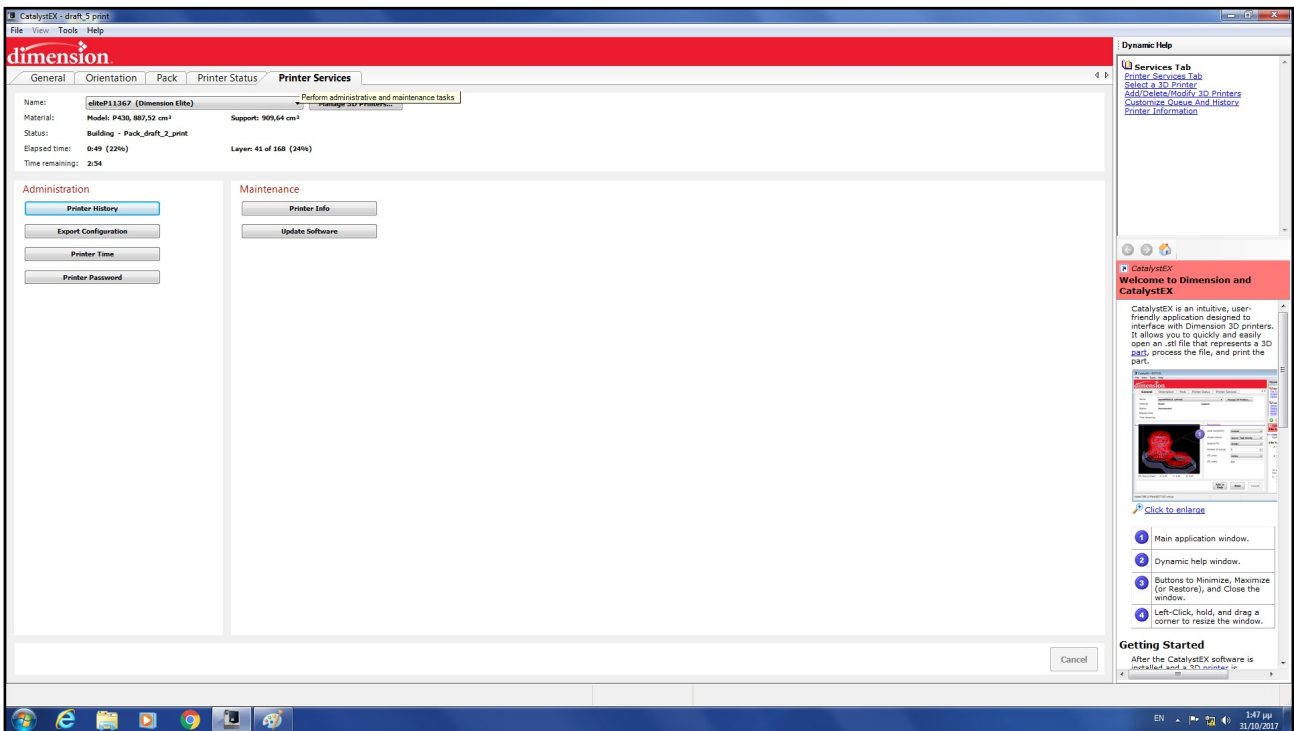 CatalystEX - draft_5 print
File View Tools Help
dimension
General Orientation Pack Printer Status Printer Services
Perform administrative and maintenance tasks
Name: eliteP11367 (Dimension Elite) Manage 3D Printers...
Material: Model: P430, 887,52 cm³ Support: 909,64 cm³
Status: Building - Pack_draft_2_print
Elapsed time: 0:49 (22%) Layer: 41 of 168 (24%)
Time remaining: 2:54
Administration
Printer History
Export Configuration
Printer Time
Printer Password
Maintenance
Printer Info
Update Software
Cancel
Dynamic Help
Services Tab
Printer Services Tab
Select a 3D Printer
Add/Delete/Modify 3D Printers
Customize Queue And History
Printer Information
CatalystEX
Welcome to Dimension and
CatalystEX
CatalystEX is an intuitive, user-
friendly application designed to
interface with Dimension 3D printers.
It allows you to quickly and easily
open an .stl file that represents a 3D
part, process the file, and print the
part.
Click to enlarge
1 Main application window.
2 Dynamic help window.
3 Buttons to Minimize, Maximize
(or Restore), and Close the
window.
4 Left-Click, hold, and drag a
corner to resize the window.
Getting Started
After the CatalystEX software is
installed and a 3D printer is
EN
1:47 μμ
31/10/2017